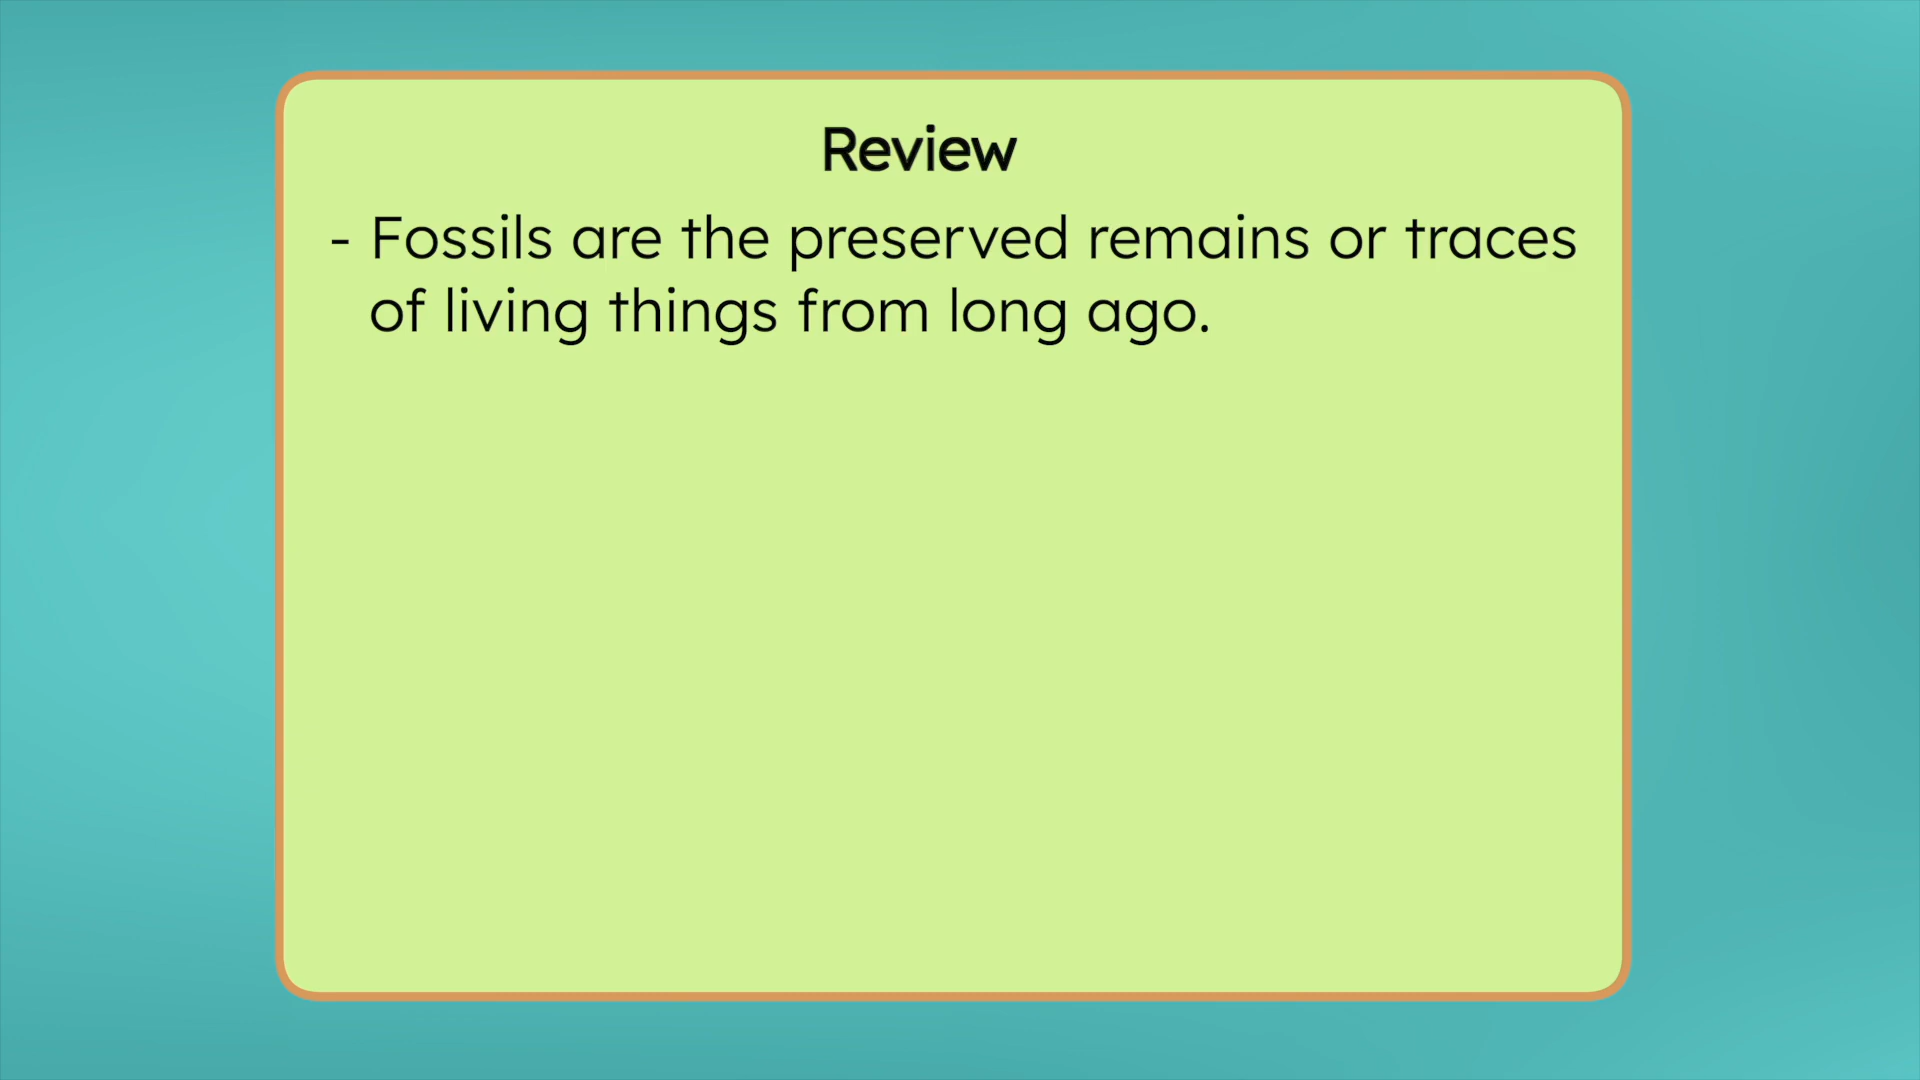 Review
- Fossils are the preserved remains or traces
of living things from long ago.